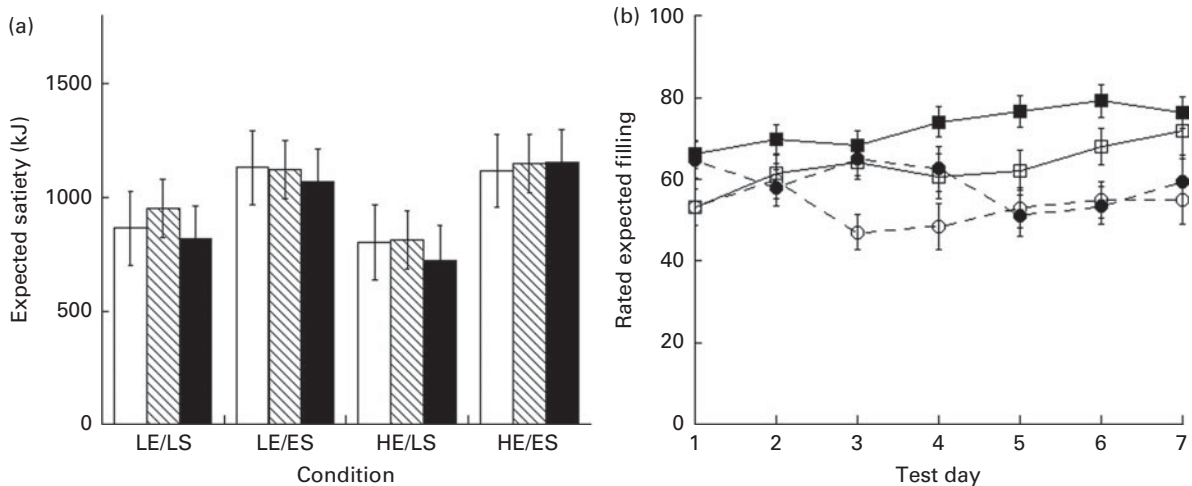 (a)
1500
1000
500
0
Expected satiety (kJ)
LE/LS
LE/ES
HE/LS
HE/ES
Condition
(b)
100
80
60
40
20
0
Rated expected filling
1
2
3
4
5
6
7
Test day